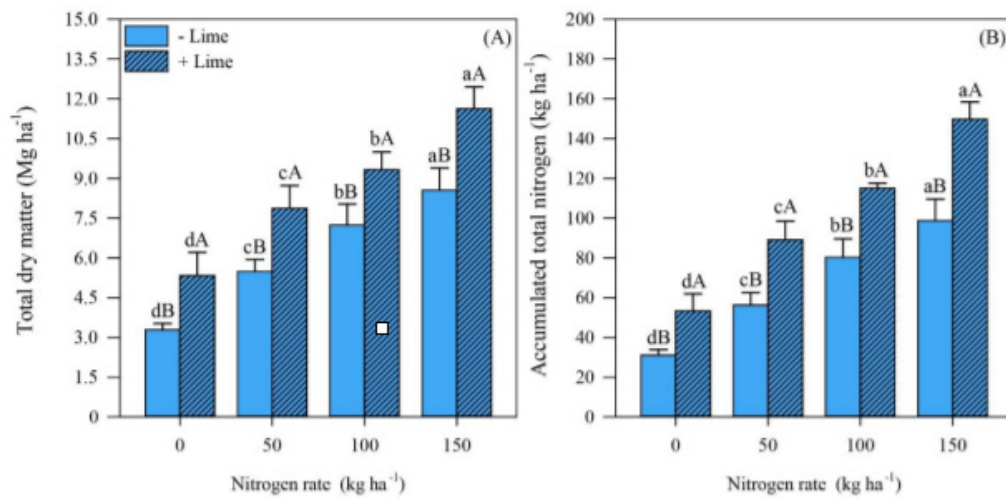 Total dry matter (Mg ha⁻¹)
15.0
13.5
12.0
10.5
9.0
7.5
6.0
4.5
3.0
1.5
0
- Lime
+ Lime
(A)
dB
dA
cB
cA
bB
bA
aB
aA
0
50
100
150
Nitrogen rate (kg ha⁻¹)
Accumulated total nitrogen (kg ha⁻¹)
200
180
160
140
120
100
80
60
40
20
0
(B)
dB
dA
cB
cA
bB
bA
aB
aA
0
50
100
150
Nitrogen rate (kg ha⁻¹)